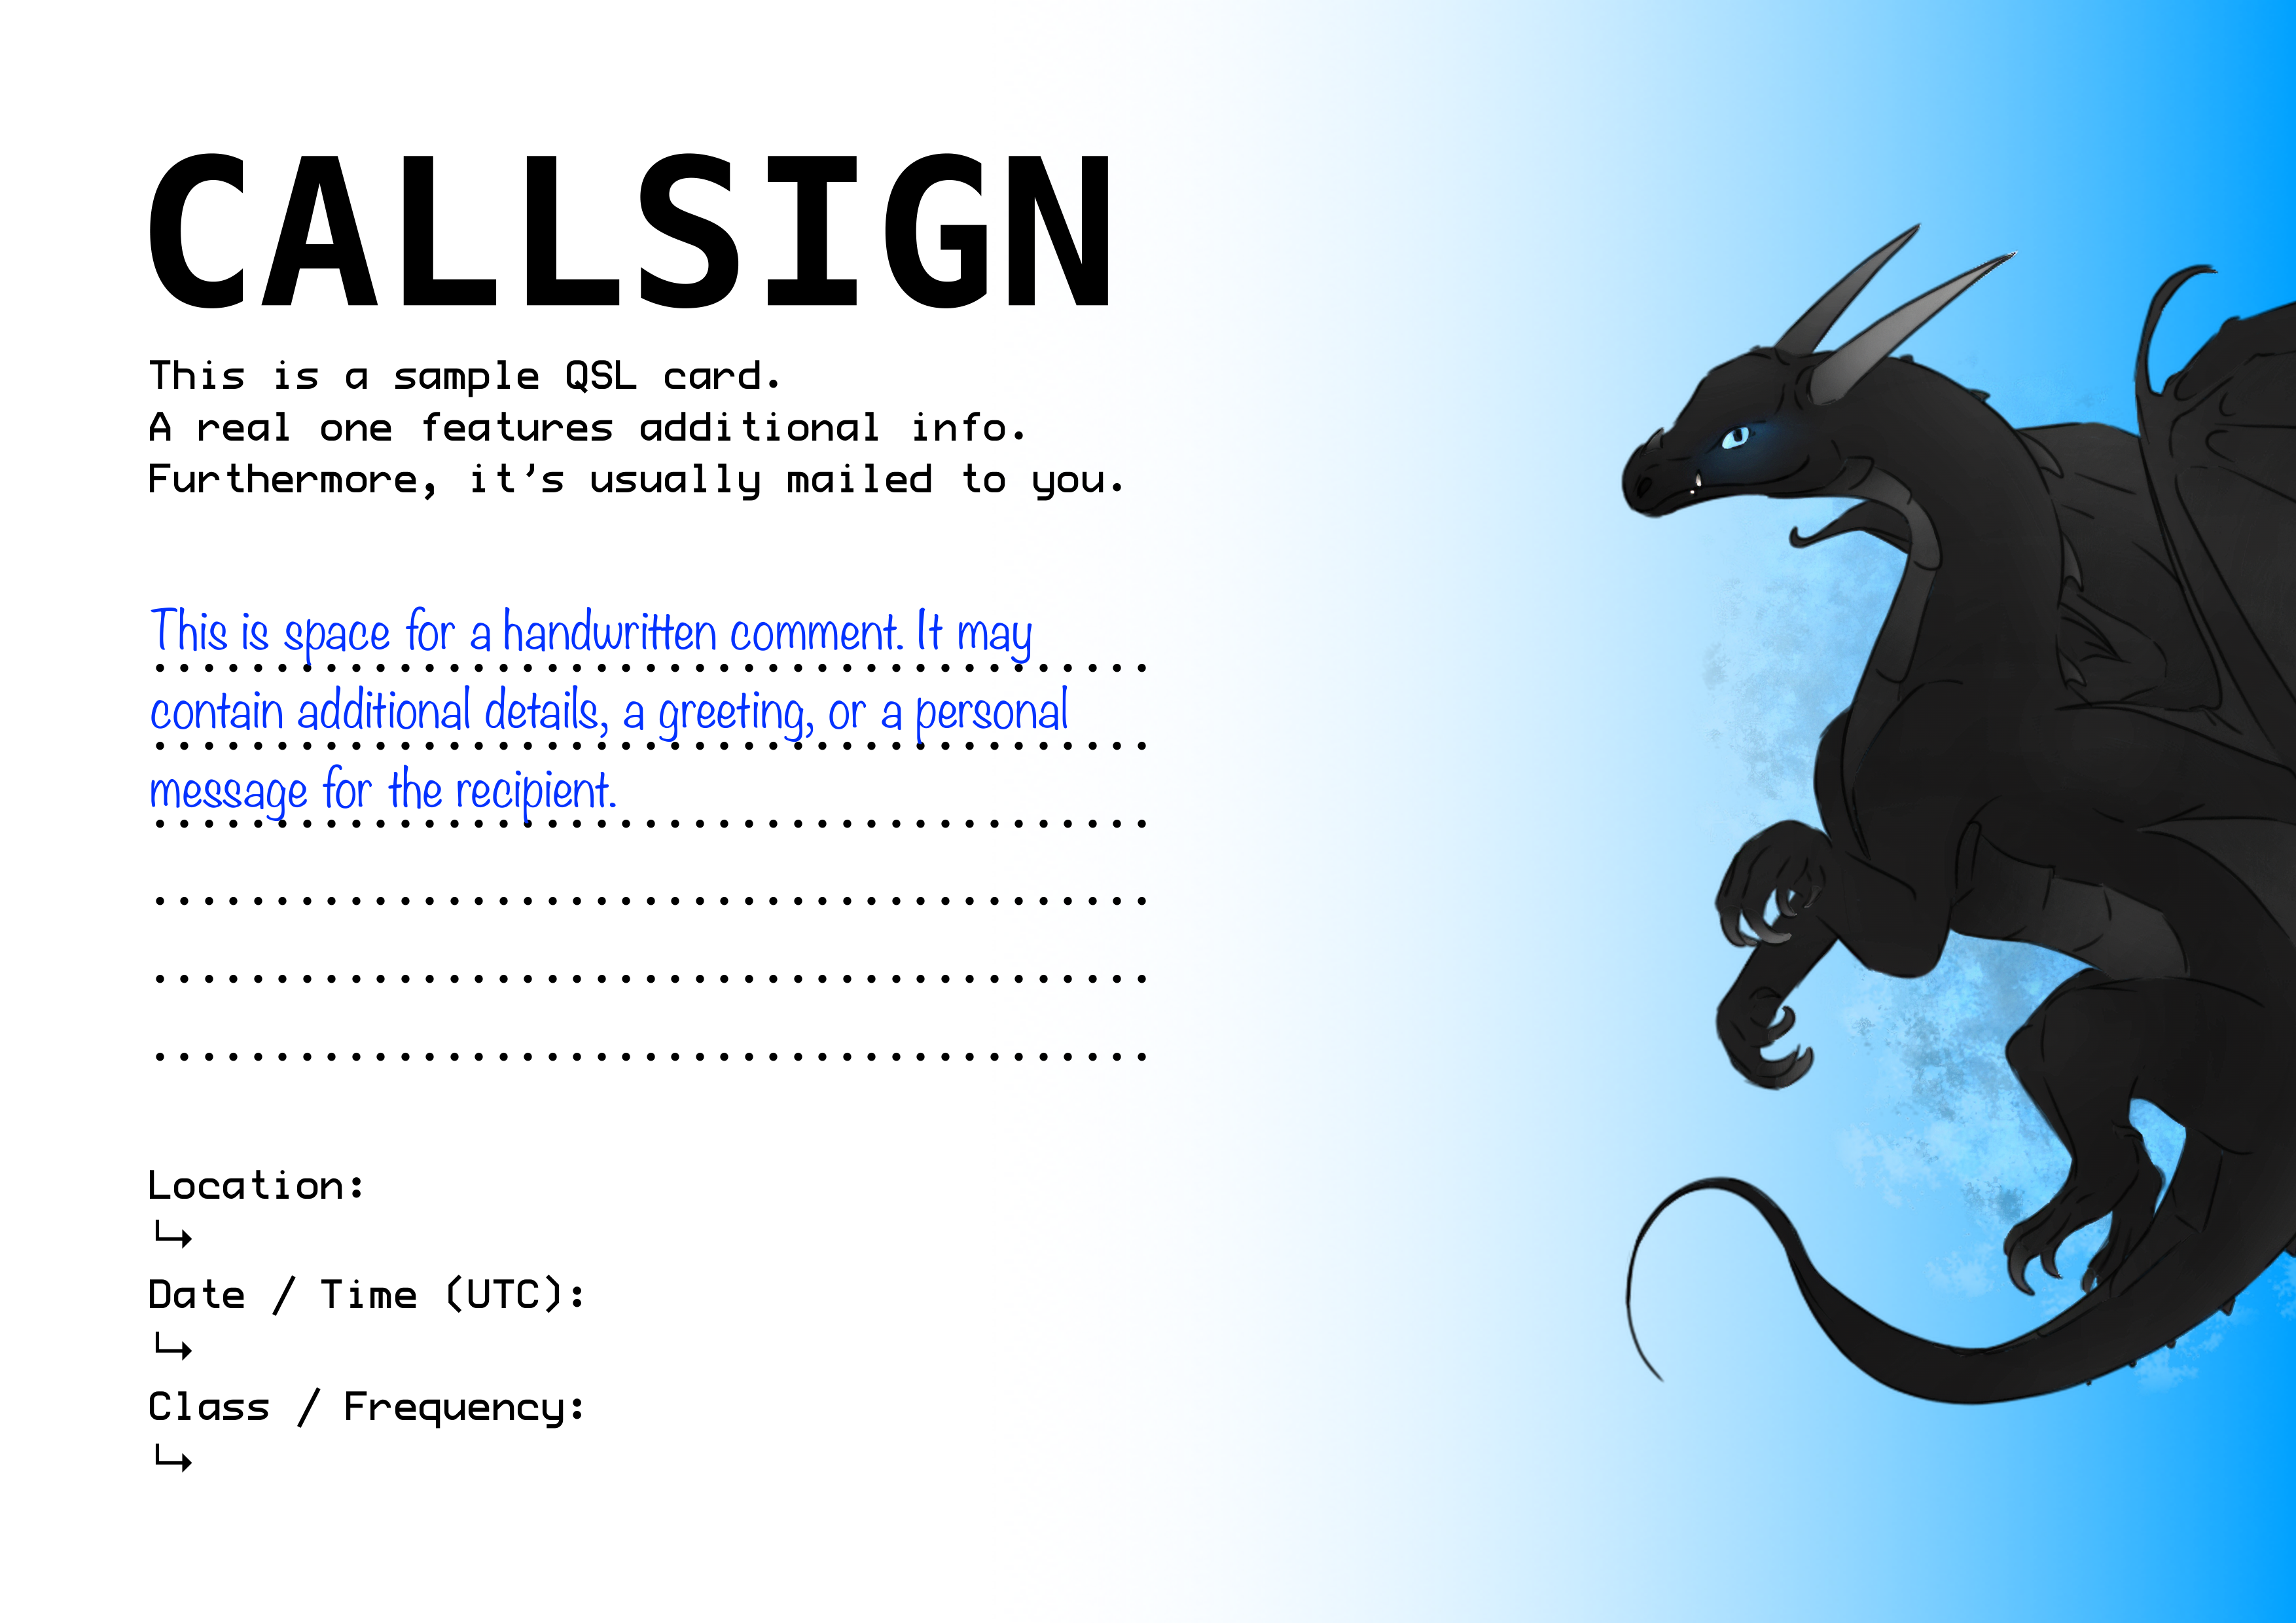 CALLSIGN
This is a sample QSL card.
A real one features additional info.
Furthermore, it's usually mailed to you.
This is space for a handwritten comment. It may
contain additional details, a greeting, or a personal
message for the recipient.
Location:
↳
Date / Time (UTC):
↳
Class / Frequency:
↳